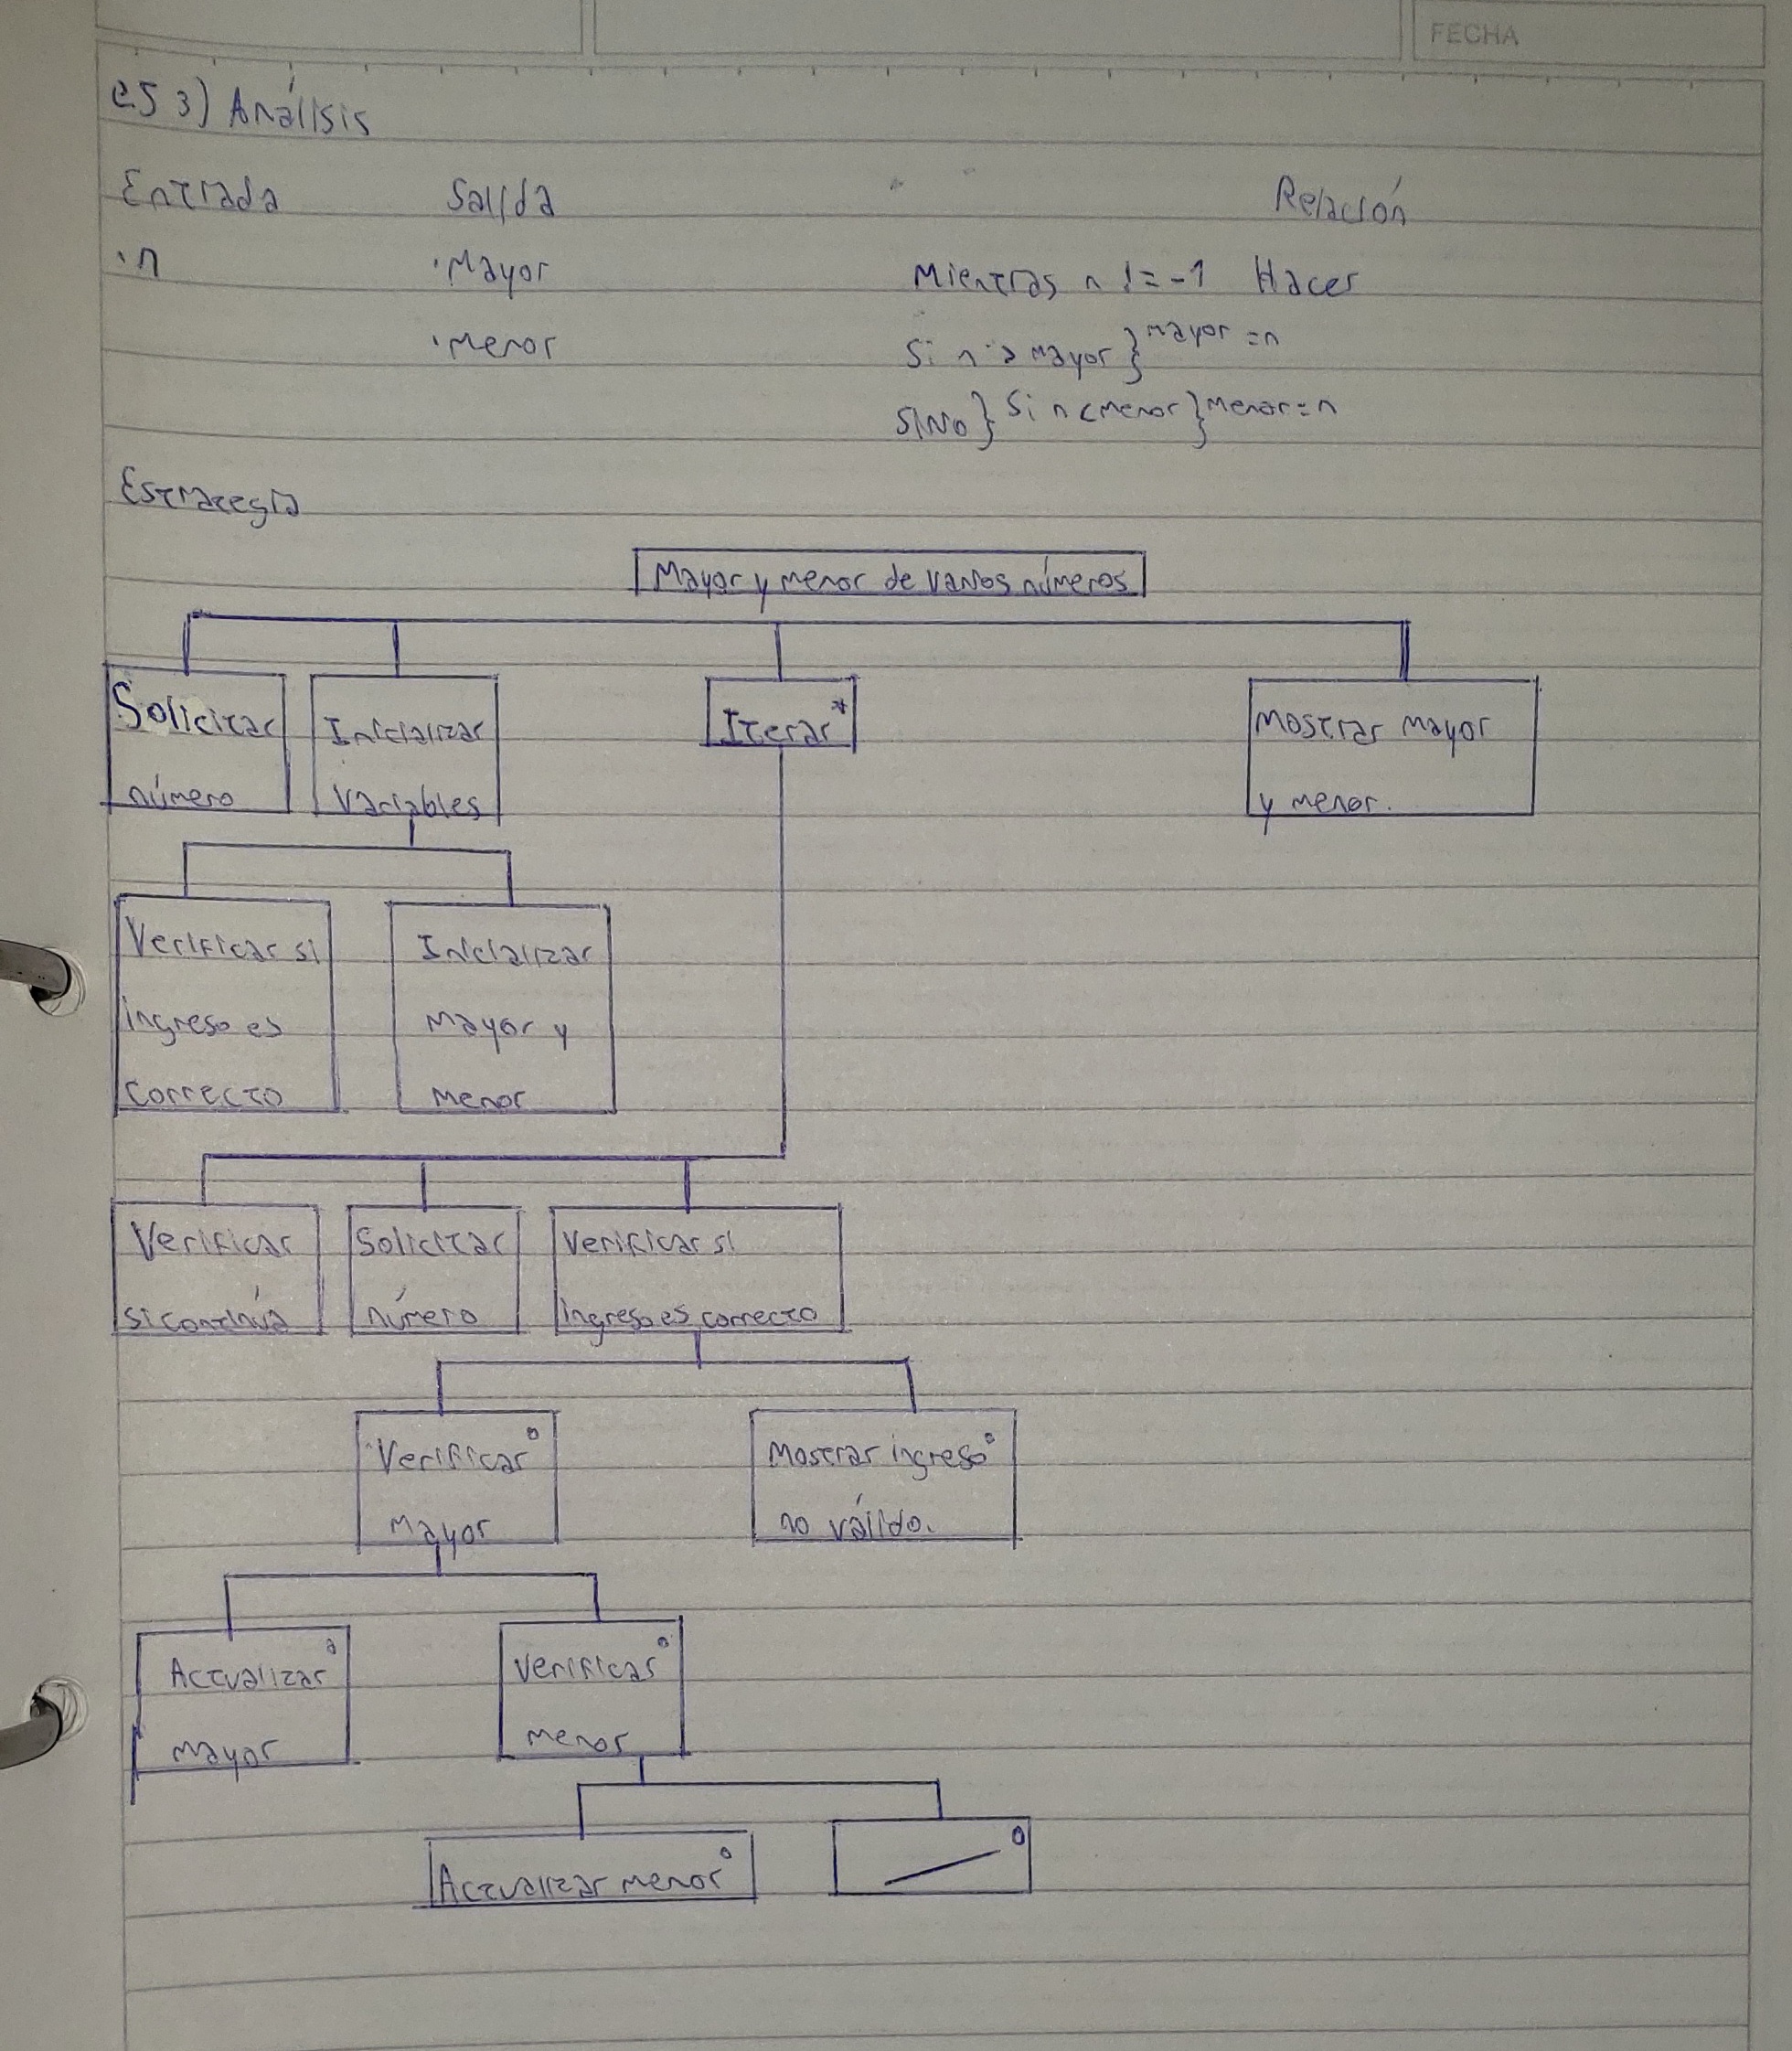 FECHA
ej 3) Análisis
Entrada Salida Relación
·n ·Mayor Mientras n != -1 Hacer
·menor Si n > mayor } mayor = n
SINo } Si n < menor } menor = n
Estrategia
Mayor y menor de varios números
Solicitar Inicializar Iterar* Mostrar mayor
número Variables y menor.
Verificar si Inicializar
ingreso es mayor y
correcto menor
Verificar Solicitar Verificar si
si continúa número ingreso es correcto
Verificar° Mostrar ingreso°
mayor no válido.
Actualizar° Verificar°
mayor menor
Actualizar menor° °